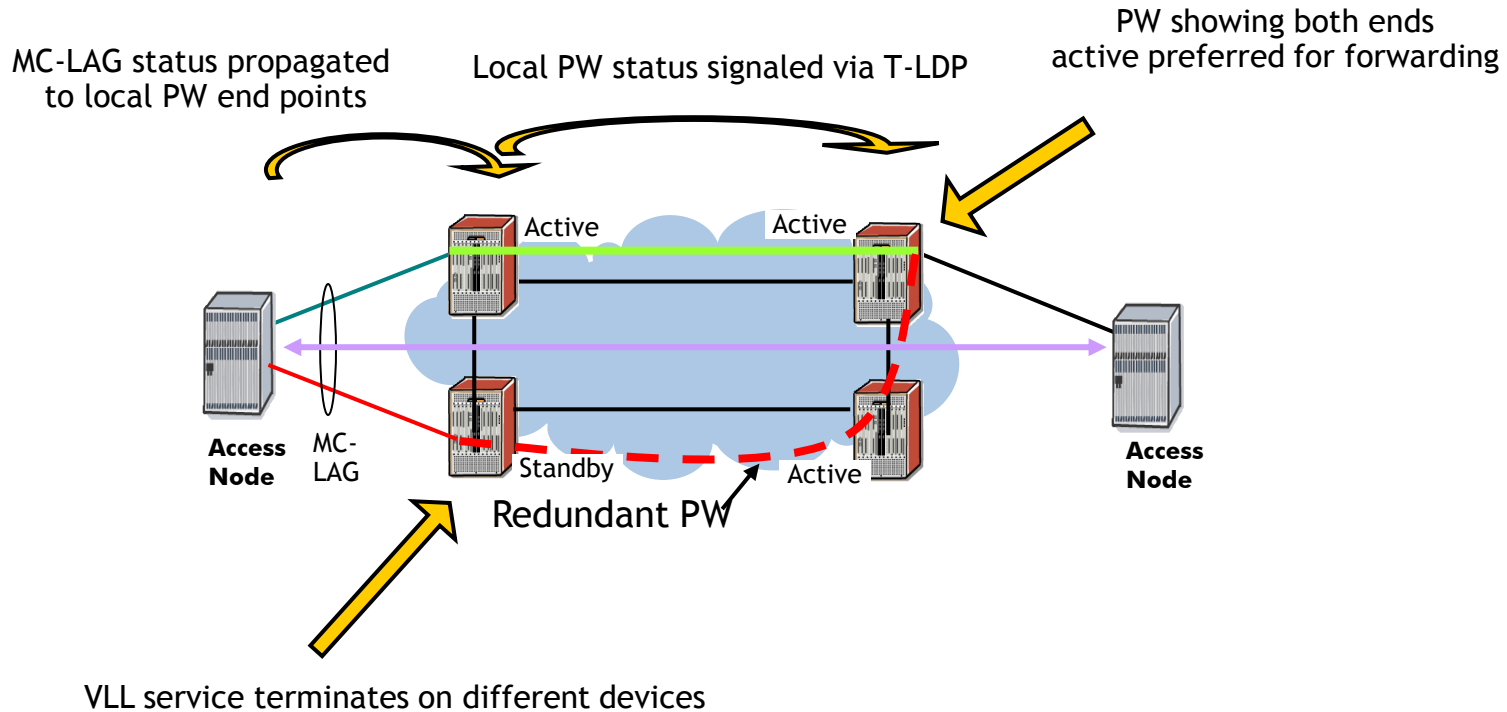 PW showing both ends
active preferred for forwarding
MC-LAG status propagated
to local PW end points
Local PW status signaled via T-LDP
Active
Active
Access
Node
MC-
LAG
Standby
Active
Access
Node
Redundant PW
VLL service terminates on different devices